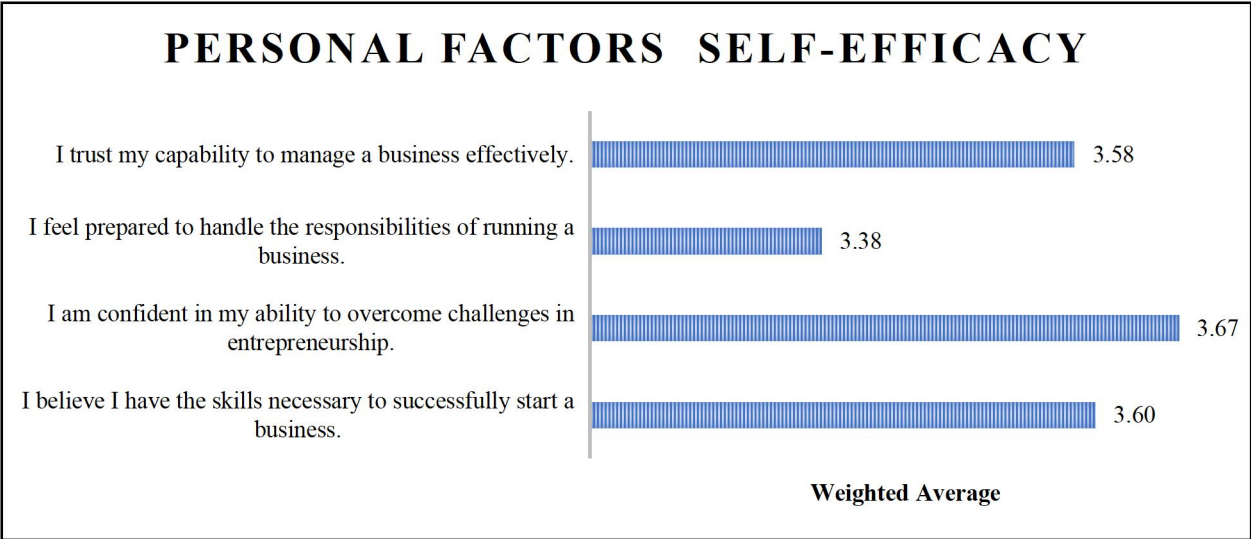 PERSONAL FACTORS SELF-EFFICACY
I trust my capability to manage a business effectively.
3.58
I feel prepared to handle the responsibilities of running a
business.
3.38
I am confident in my ability to overcome challenges in
entrepreneurship.
3.67
I believe I have the skills necessary to successfully start a
business.
3.60
Weighted Average